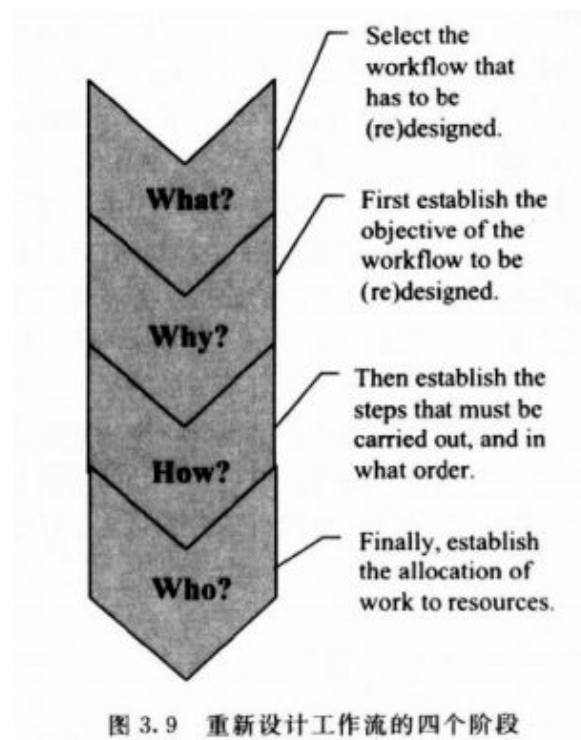 Select the
workflow that
has to be
(re)designed.
What?
First establish the
objective of the
workflow to be
(re)designed.
Why?
Then establish the
steps that must be
carried out, and in
what order.
How?
Finally, establish
the allocation of
work to resources.
Who?
图 3.9 重新设计工作流的四个阶段